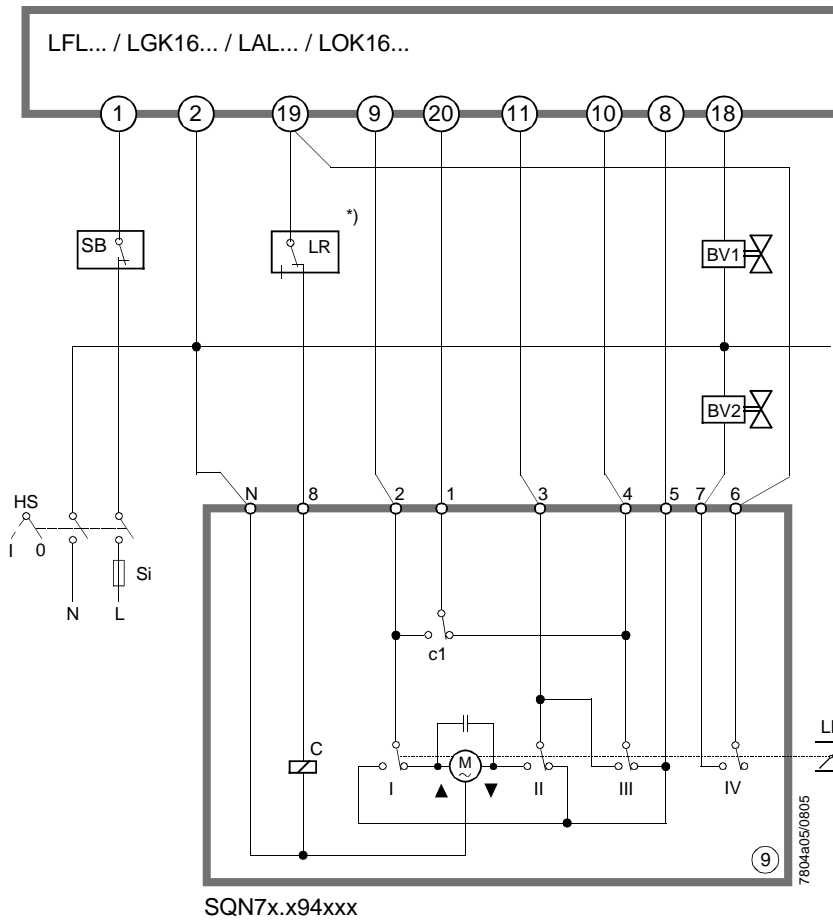 LFL... / LGK16... / LAL... / LOK16...
1 2 19 9 20 11 10 8 18
*)
SB LR
BV1
BV2
HS
N 8 2 1 3 4 5 7 6
I 0
Si
N L
c1
C
M
~
I II III IV
9
7804a05/0805
SQN7x.x94xxx